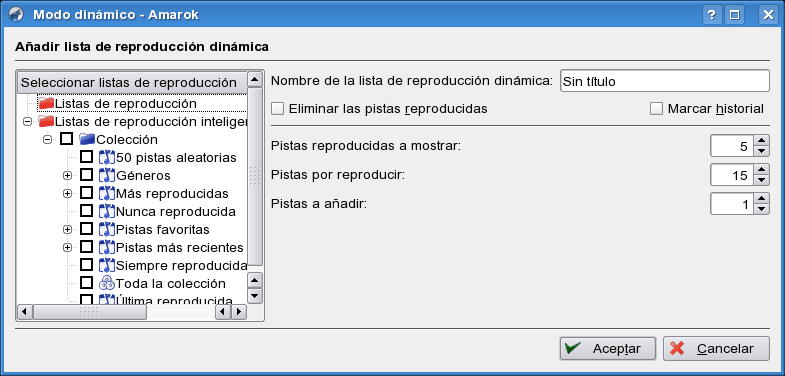 Modo dinámico - Amarok
Añadir lista de reproducción dinámica
Seleccionar listas de reproducción
Listas de reproducción
Listas de reproducción inteliger
Colección
50 pistas aleatorias
Géneros
Más reproducidas
Nunca reproducida
Pistas favoritas
Pistas más recientes
Siempre reproducida
Toda la colección
Última reproducida
Nombre de la lista de reproducción dinámica: Sin título
Eliminar las pistas reproducidas Marcar historial
Pistas reproducidas a mostrar: 5
Pistas por reproducir: 15
Pistas a añadir: 1
Aceptar Cancelar